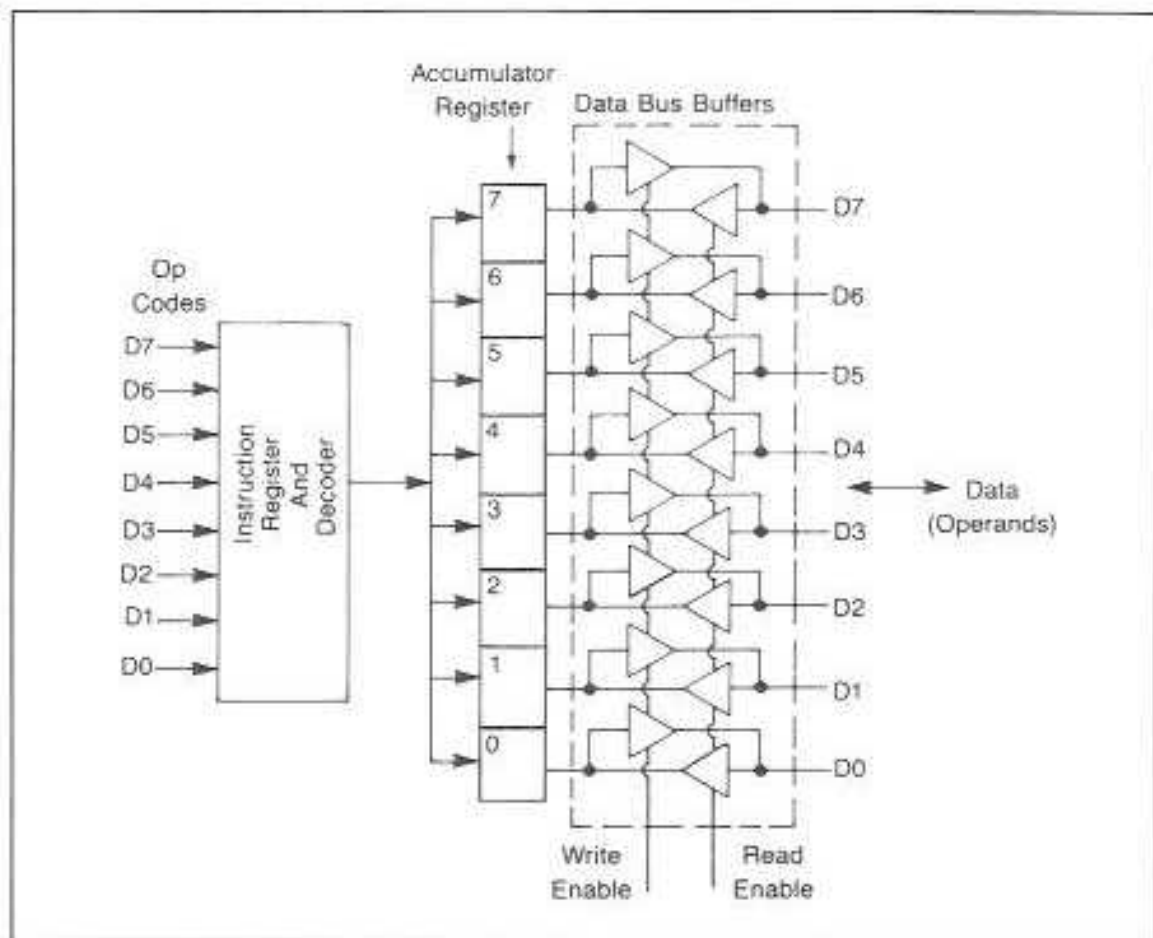 Accumulator
Register
Data Bus Buffers
Op
Codes
D7
D6
D5
D4
D3
D2
D1
D0
Instruction
Register
And
Decoder
7
6
5
4
3
2
1
0
D7
D6
D5
D4
D3
D2
D1
D0
Data
(Operands)
Write
Enable
Read
Enable